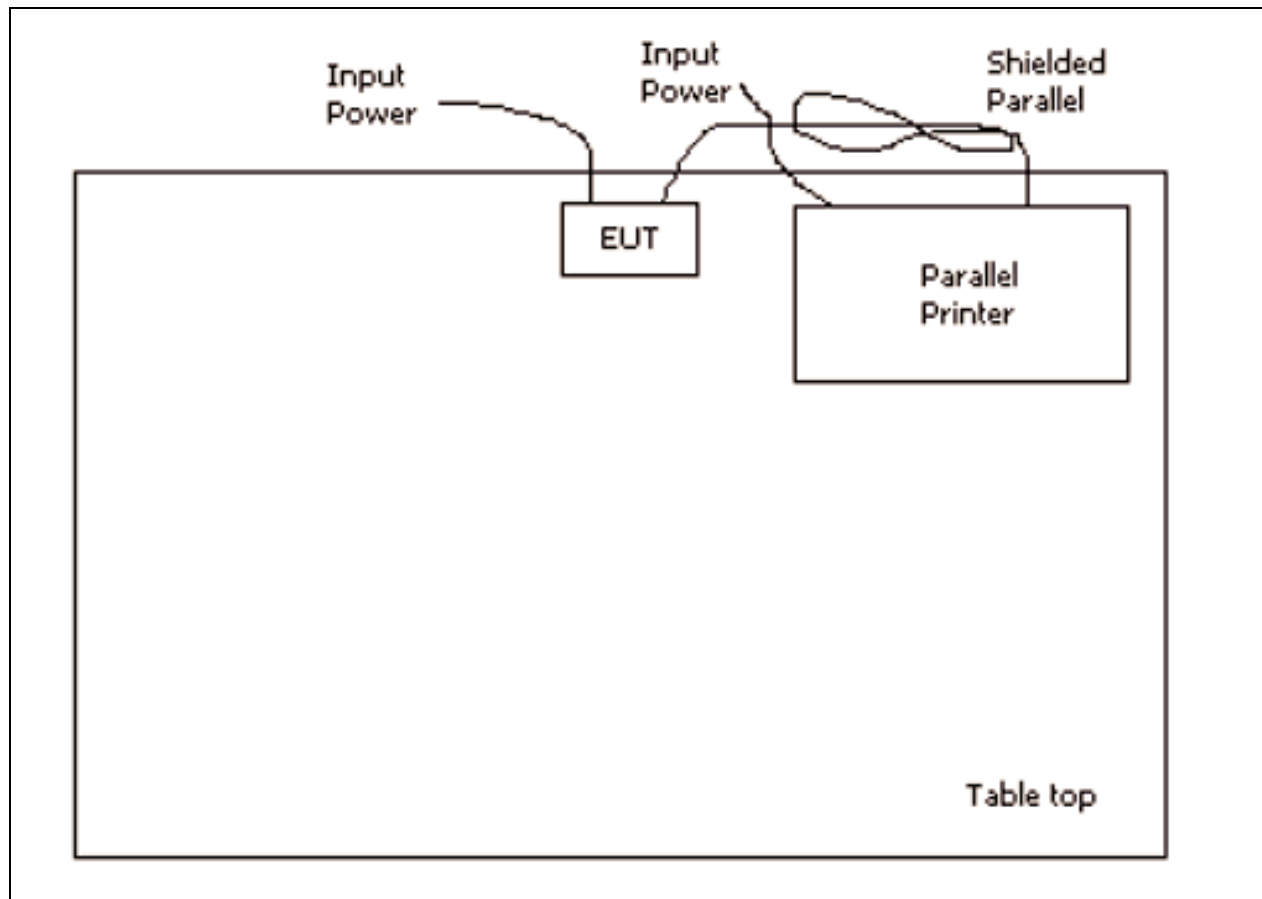 Input
Power
Input
Power
Shielded
Parallel
EUT
Parallel
Printer
Table top